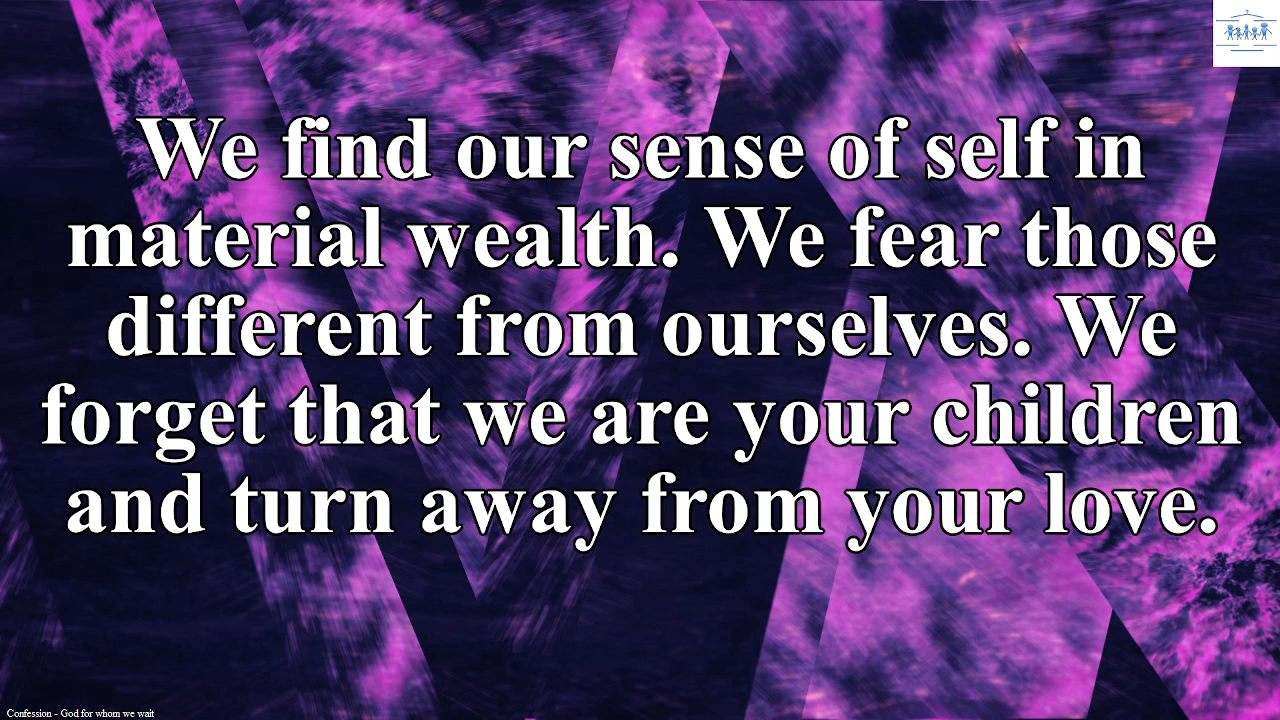 We find our sense of self in
material wealth. We fear those
different from ourselves. We
forget that we are your children
and turn away from your love.
Confession - God for whom we wait